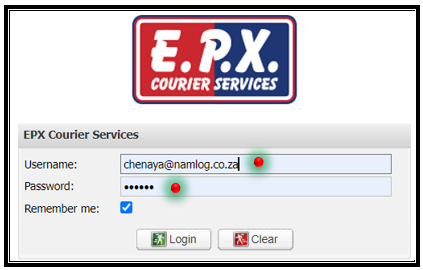 E.P.X.
COURIER SERVICES
EPX Courier Services
Username: chenaya@namlog.co.za
Password: ••••••
Remember me:
Login Clear